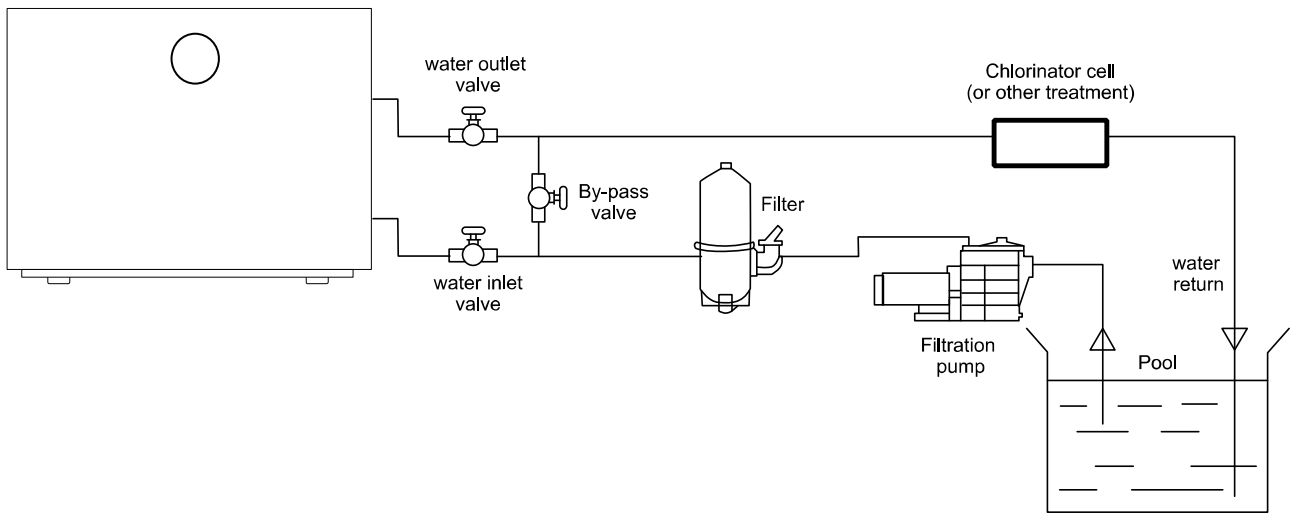 water outlet
valve
Chlorinator cell
(or other treatment)
By-pass
valve
Filter
water inlet
valve
water
return
Filtration
pump
Pool